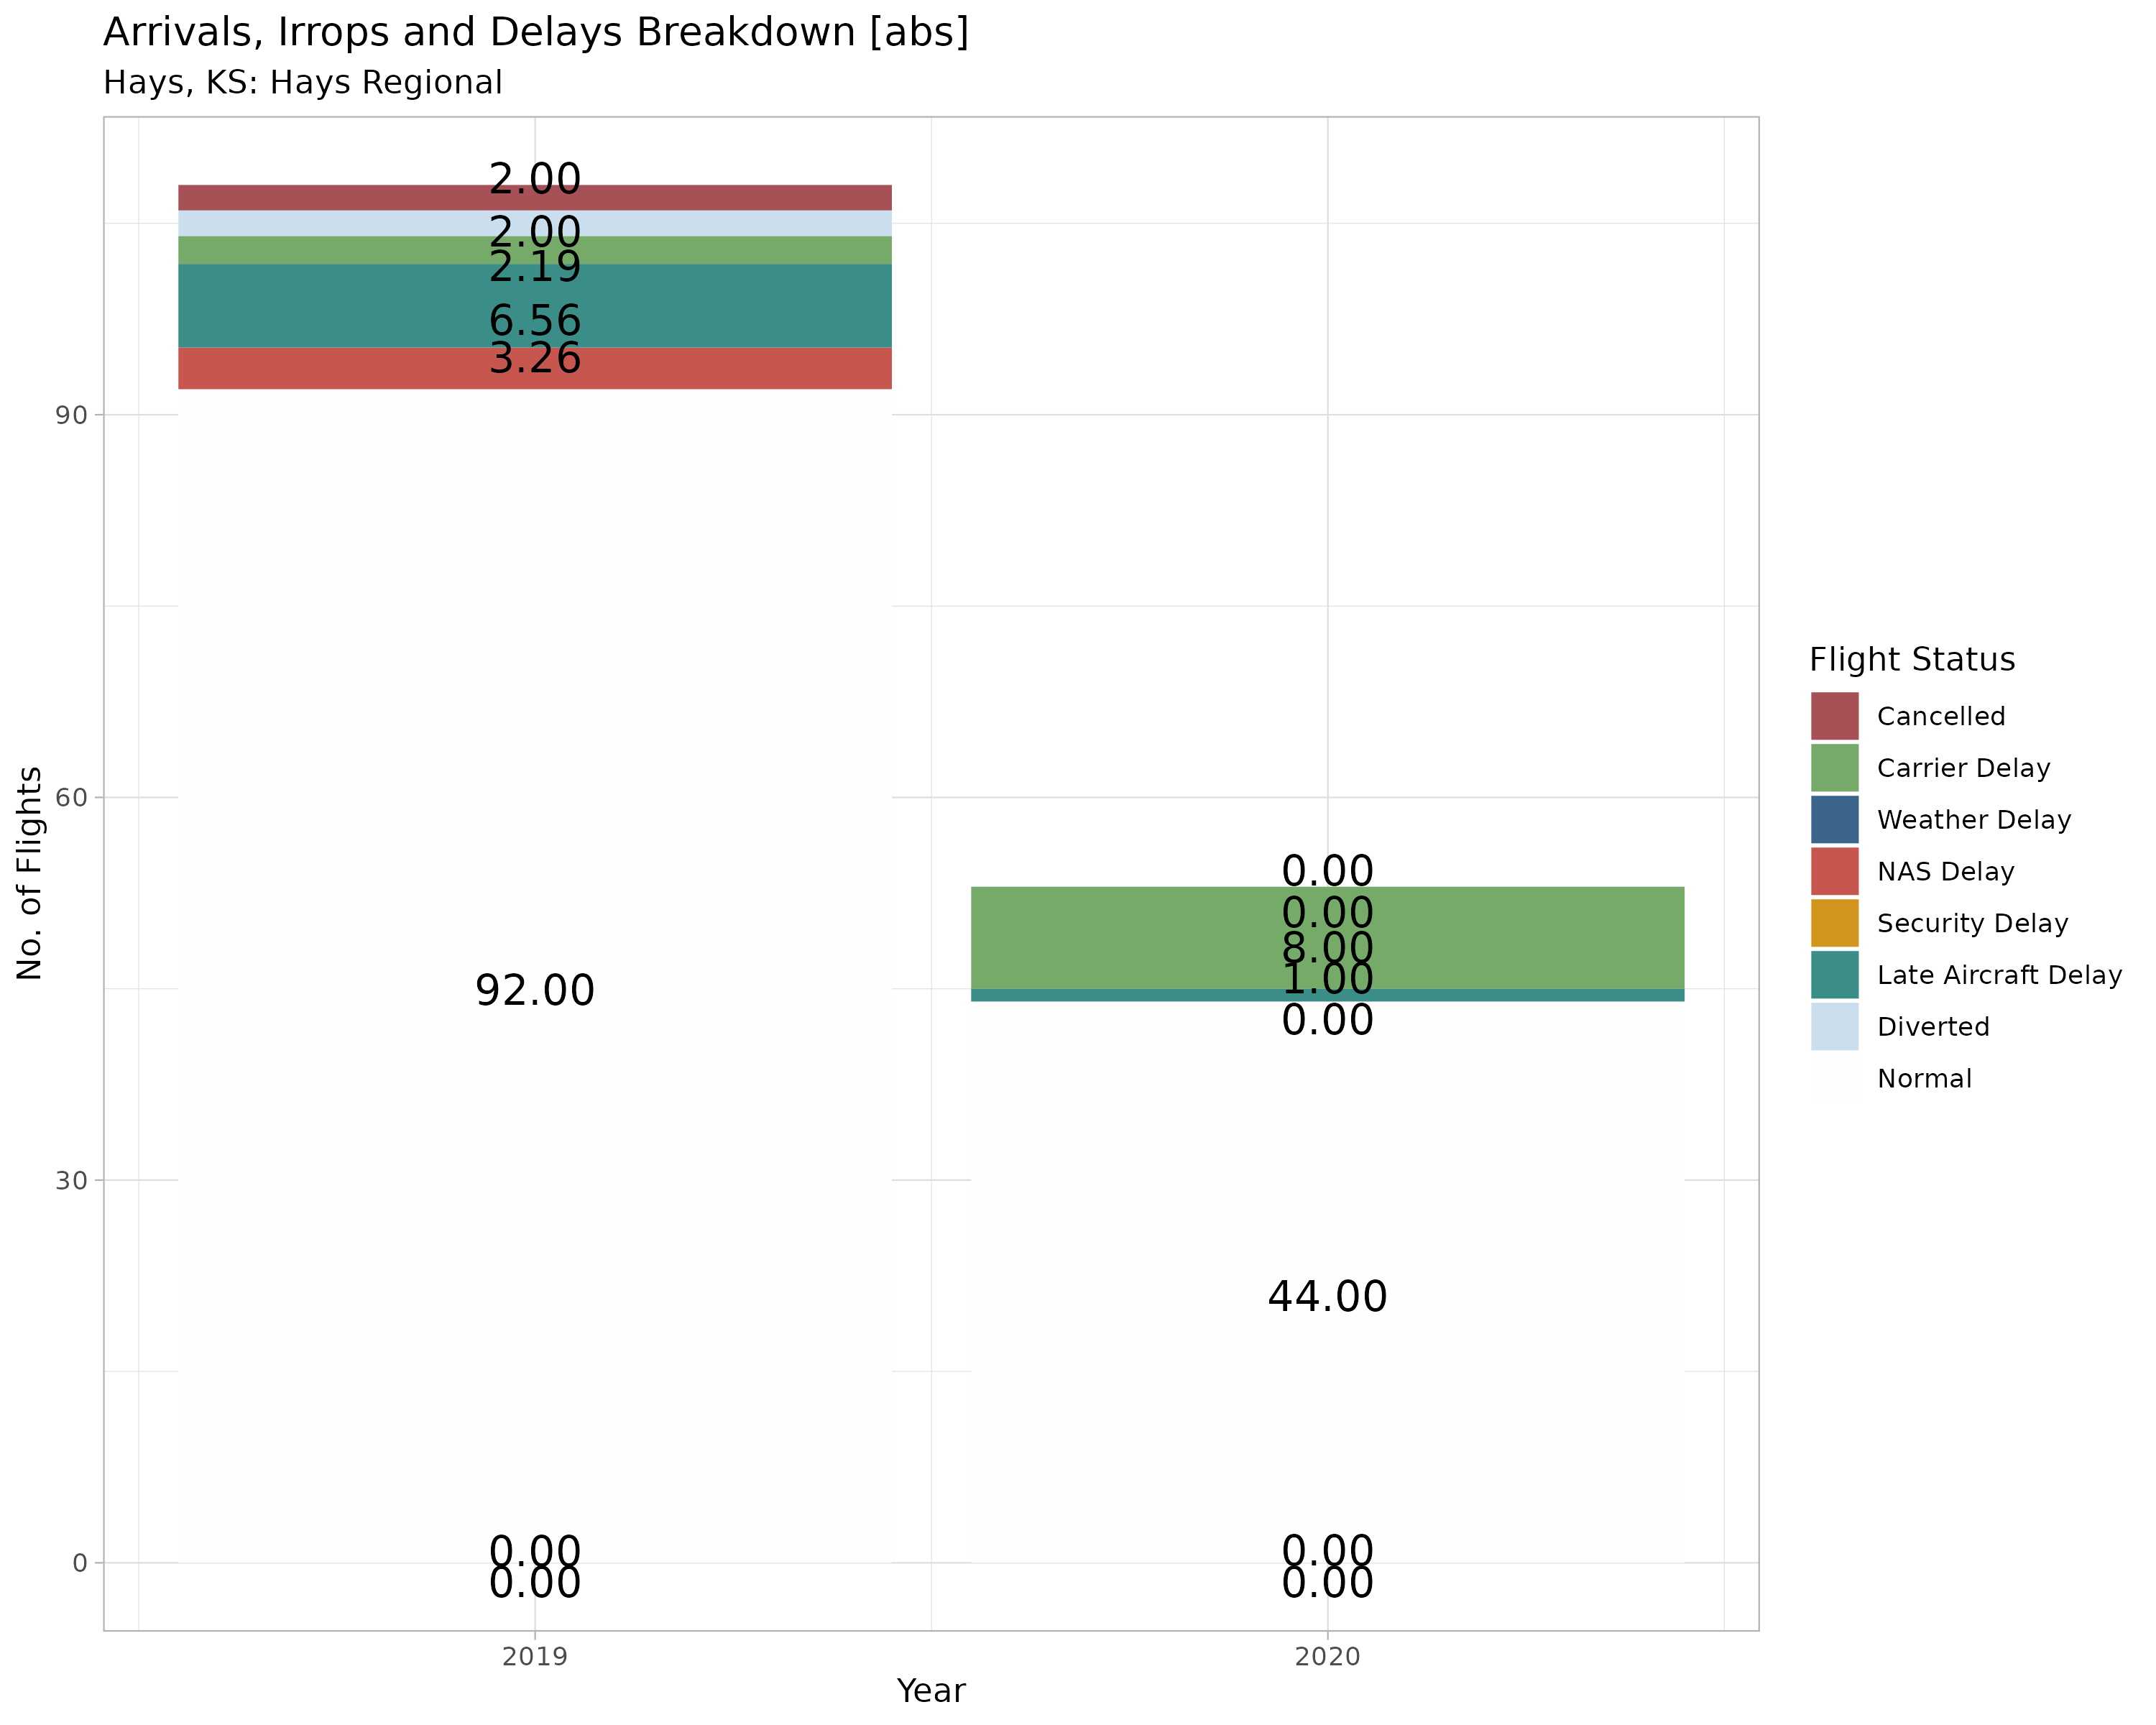 Arrivals, Irrops and Delays Breakdown [abs]
Hays, KS: Hays Regional
No. of Flights
90
60
30
0
2.00
2.00
2.19
6.56
3.26
92.00
0.00
0.00
0.00
0.00
8.00
1.00
0.00
44.00
0.00
0.00
2019
2020
Year
Flight Status
Cancelled
Carrier Delay
Weather Delay
NAS Delay
Security Delay
Late Aircraft Delay
Diverted
Normal